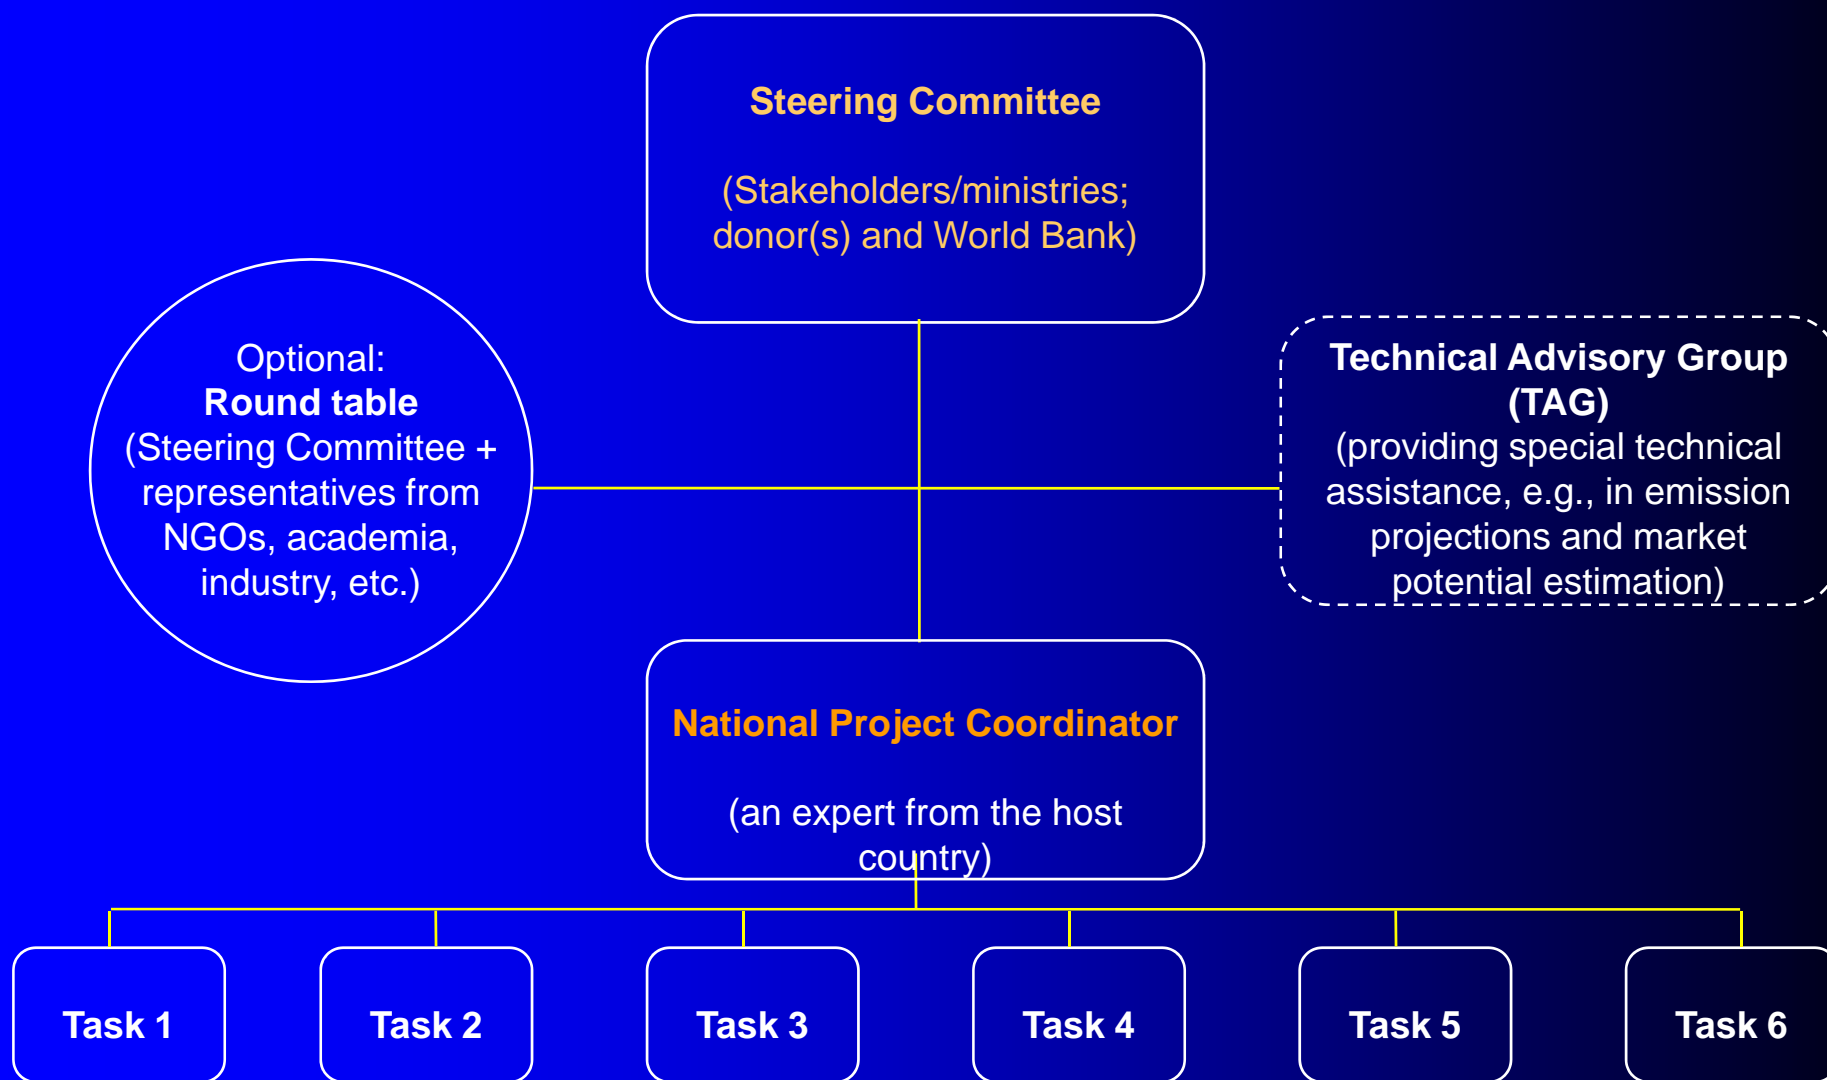 Steering Committee
(Stakeholders/ministries;
donor(s) and World Bank)
Optional:
Round table
(Steering Committee +
representatives from
NGOs, academia,
industry, etc.)
Technical Advisory Group
(TAG)
(providing special technical
assistance, e.g., in emission
projections and market
potential estimation)
National Project Coordinator
(an expert from the host
country)
Task 1
Task 2
Task 3
Task 4
Task 5
Task 6